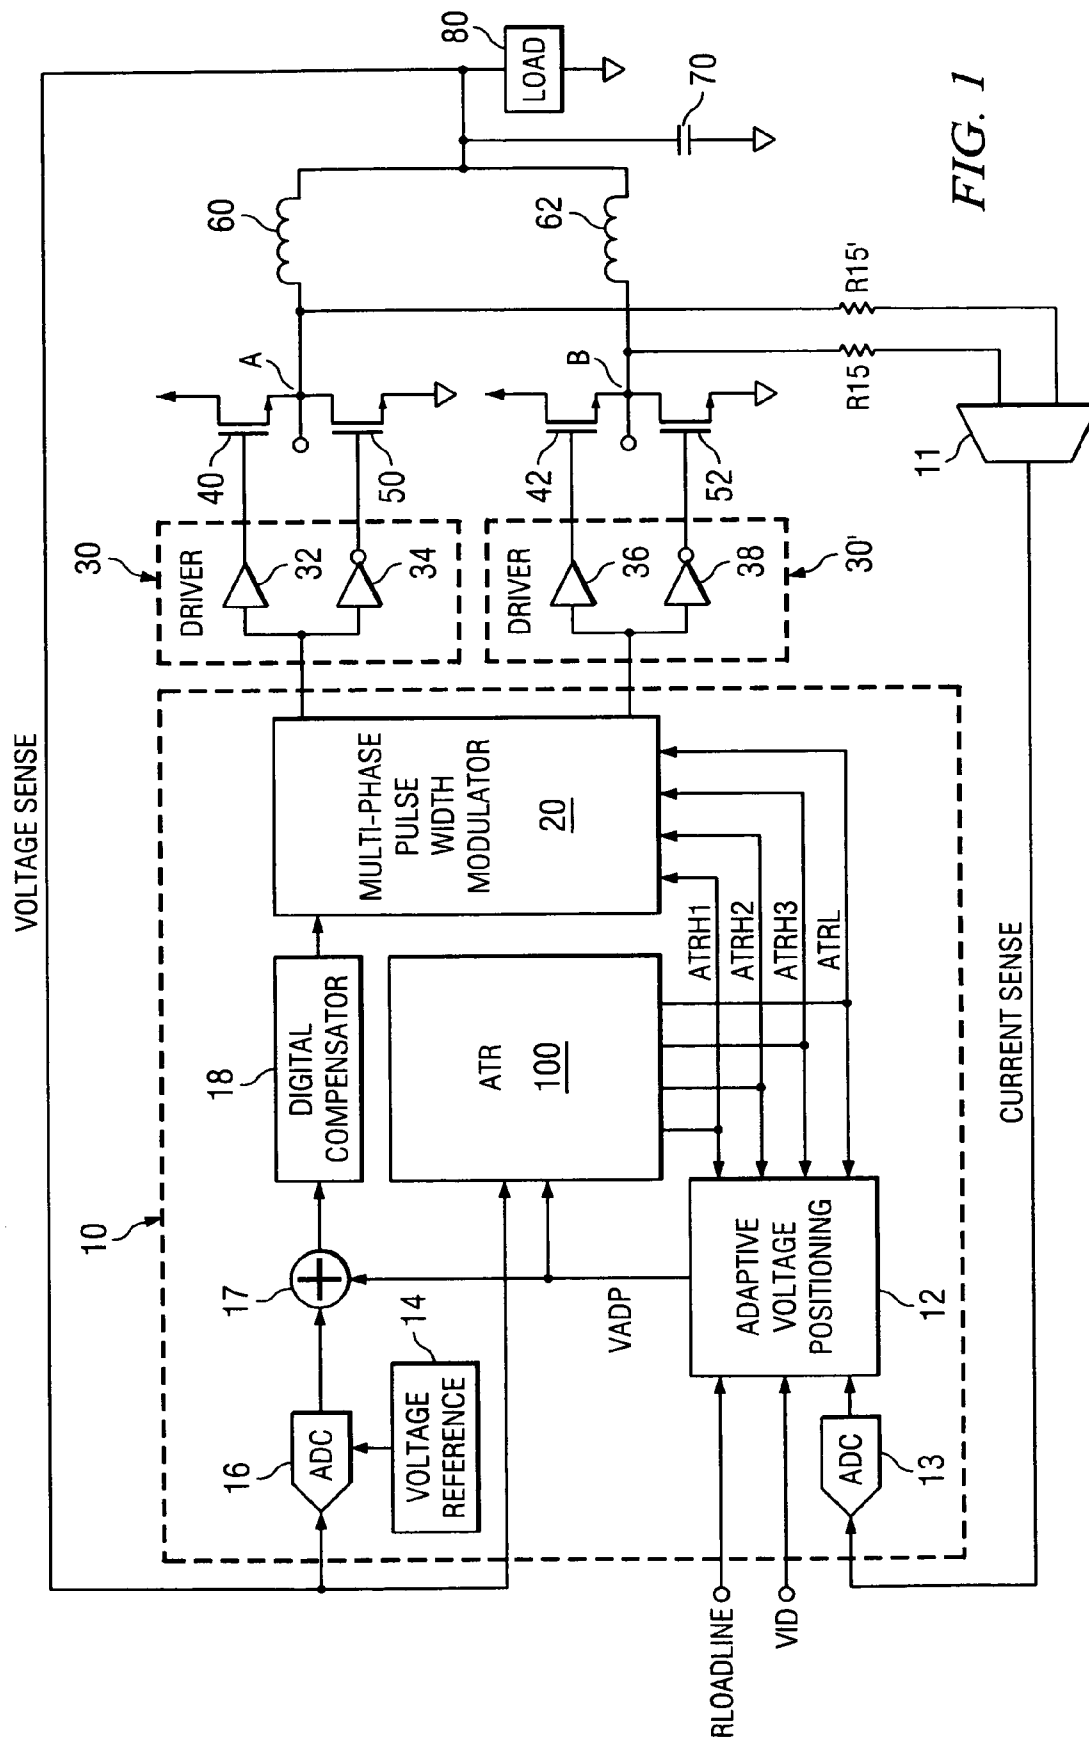 VOLTAGE SENSE
10
17
16
ADC
14
VOLTAGE
REFERENCE
18
DIGITAL
COMPENSATOR
ATR
100
MULTI-PHASE
PULSE
WIDTH
MODULATOR
20
30
DRIVER
32
34
40
50
A
60
80
LOAD
70
DRIVER
36
38
30'
42
52
B
62
VADP
ATRH1
ATRH2
ATRH3
ATRL
RLOADLINE
VID
ADC
13
ADAPTIVE
VOLTAGE
POSITIONING
12
CURRENT SENSE
11
R15
R15'
FIG. 1